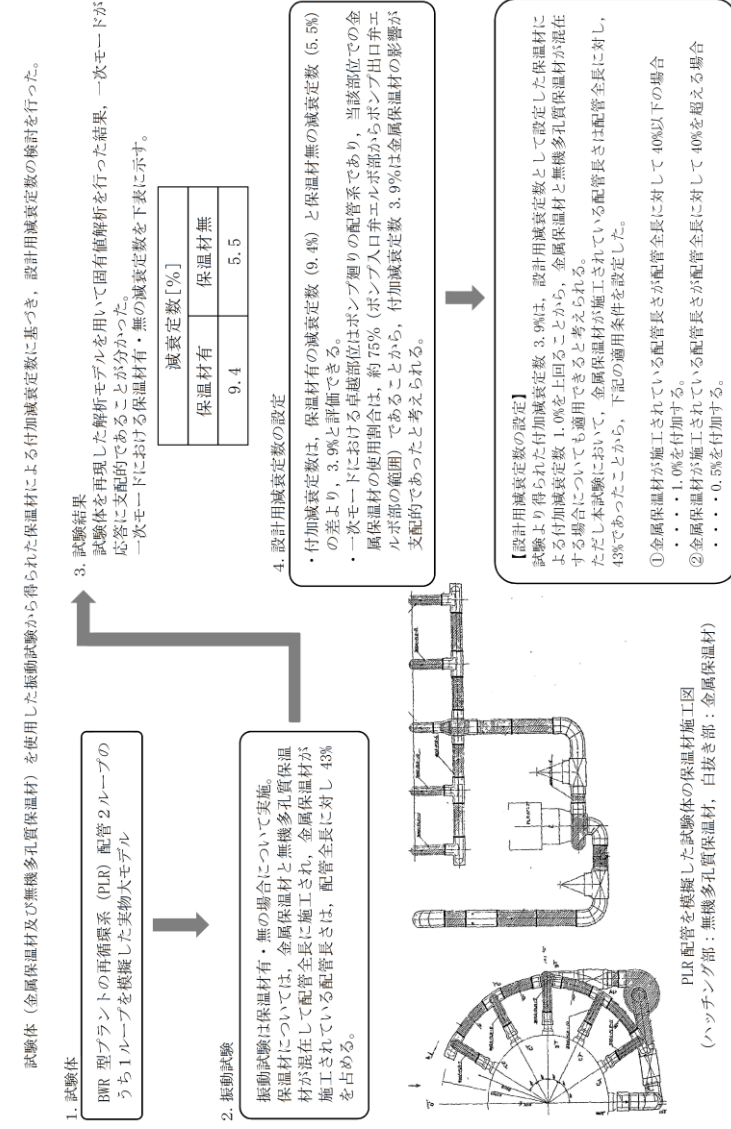 試験体（金属保温材及び無機多孔質保温材）を使用した振動試験から得られた保温材による付加減衰定数に基づき，設計用減衰定数の検討を行った。
1. 試験体
BWR 型プラントの再循環系（PLR）配管２ループの
うち１ループを模擬した実物大モデル
2. 振動試験
振動試験は保温材有・無の場合について実施。
保温材については，金属保温材と無機多孔質保温
材が混在して配管全長に施工され，金属保温材が
施工されている配管長さは，配管全長に対し 43%
を占める。
PLR 配管を模擬した試験体の保温材施工図
（ハッチング部：無機多孔質保温材，白抜き部：金属保温材）
3. 試験結果
試験体を再現した解析モデルを用いて固有値解析を行った結果，一次モードが
応答に支配的であることが分かった。
一次モードにおける保温材有・無の減衰定数を下表に示す。
減衰定数[%]
保温材有 保温材無
9.4 5.5
4. 設計用減衰定数の設定
・付加減衰定数は，保温材有の減衰定数（9.4%）と保温材無の減衰定数（5.5%）
の差より，3.9%と評価できる。
・一次モードにおける卓越部位はポンプ廻りの配管系であり，当該部位での金
属保温材の使用割合は，約 75%（ポンプ入口弁エルボ部からポンプ出口弁エ
ルボ部の範囲）であることから，付加減衰定数 3.9%は金属保温材の影響が
支配的であったと考えられる。
【設計用減衰定数の設定】
試験より得られた付加減衰定数 3.9%は，設計用減衰定数として設定した保温材に
よる付加減衰定数 1.0%を上回ることから，金属保温材と無機多孔質保温材が混在
する場合についても適用できると考えられる。
ただし本試験において，金属保温材が施工されている配管長さは配管全長に対し，
43%であったことから，下記の適用条件を設定した。
①金属保温材が施工されている配管長さが配管全長に対して 40%以下の場合
・・・・1.0%を付加する。
②金属保温材が施工されている配管長さが配管全長に対して 40%を超える場合
・・・・0.5%を付加する。